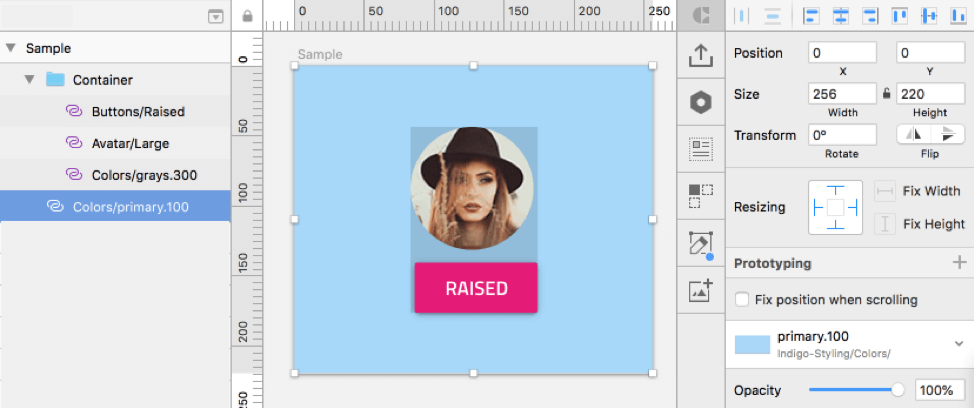 Sample
Container
Buttons/Raised
Avatar/Large
Colors/grays.300
Colors/primary.100
0 50 100 150 200 250
0
50
100
150
200
250
Sample
RAISED
Position 0 0
X Y
Size 256 220
Width Height
Transform 0°
Rotate Flip
Resizing
Fix Width
Fix Height
Prototyping
Fix position when scrolling
primary.100
Indigo-Styling/Colors/
Opacity 100%